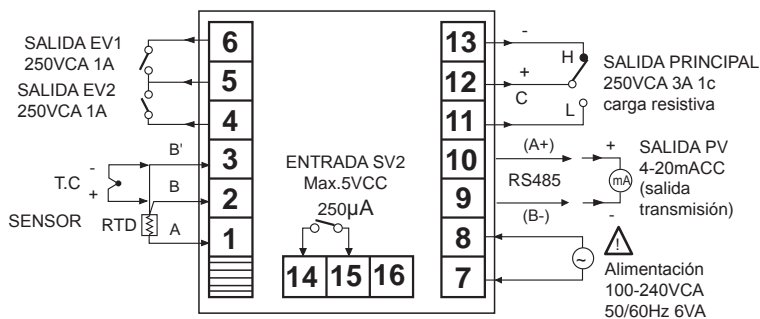 SALIDA EV1
250VCA 1A
SALIDA EV2
250VCA 1A
6
5
4
3
2
1
B'
B
A
-
T.C
+
SENSOR
RTD
ENTRADA SV2
Max.5VCC
250µA
14 15 16
13
12
11
10
9
8
7
-
H
+
C
L
SALIDA PRINCIPAL
250VCA 3A 1c
carga resistiva
(A+)
RS485
(B-)
+
mA
-
SALIDA PV
4-20mACC
(salida
transmisión)
~
!
Alimentación
100-240VCA
50/60Hz 6VA